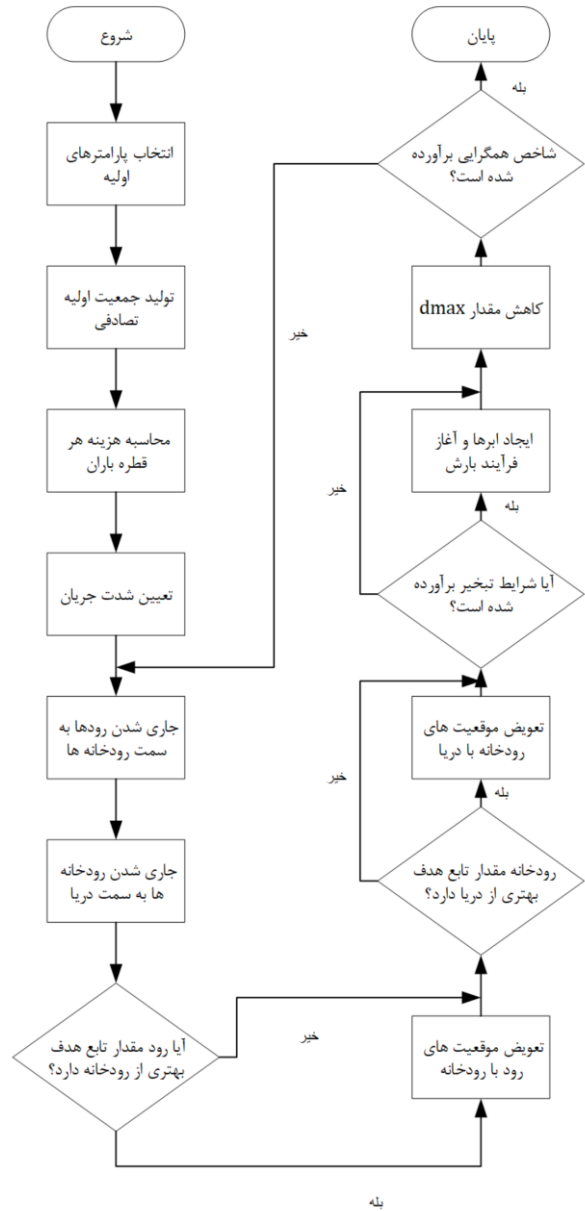 شروع
انتخاب پارامترهای
اولیه
تولید جمعیت اولیه
تصادفی
محاسبه هزینه هر
قطره باران
تعیین شدت جریان
جاری شدن رودها به
سمت رودخانه ها
جاری شدن رودخانه
ها به سمت دریا
آیا رود مقدار تابع هدف
بهتری از رودخانه دارد؟
خیر
بله
تعویض موقعیت های
رود با رودخانه
رودخانه مقدار تابع هدف
بهتری از دریا دارد؟
خیر
بله
تعویض موقعیت های
رودخانه با دریا
آیا شرایط تبخیر برآورده
شده است؟
خیر
بله
ایجاد ابرها و آغاز
فرآیند بارش
کاهش مقدار dmax
شاخص همگرایی برآورده
شده است؟
خیر
بله
پایان